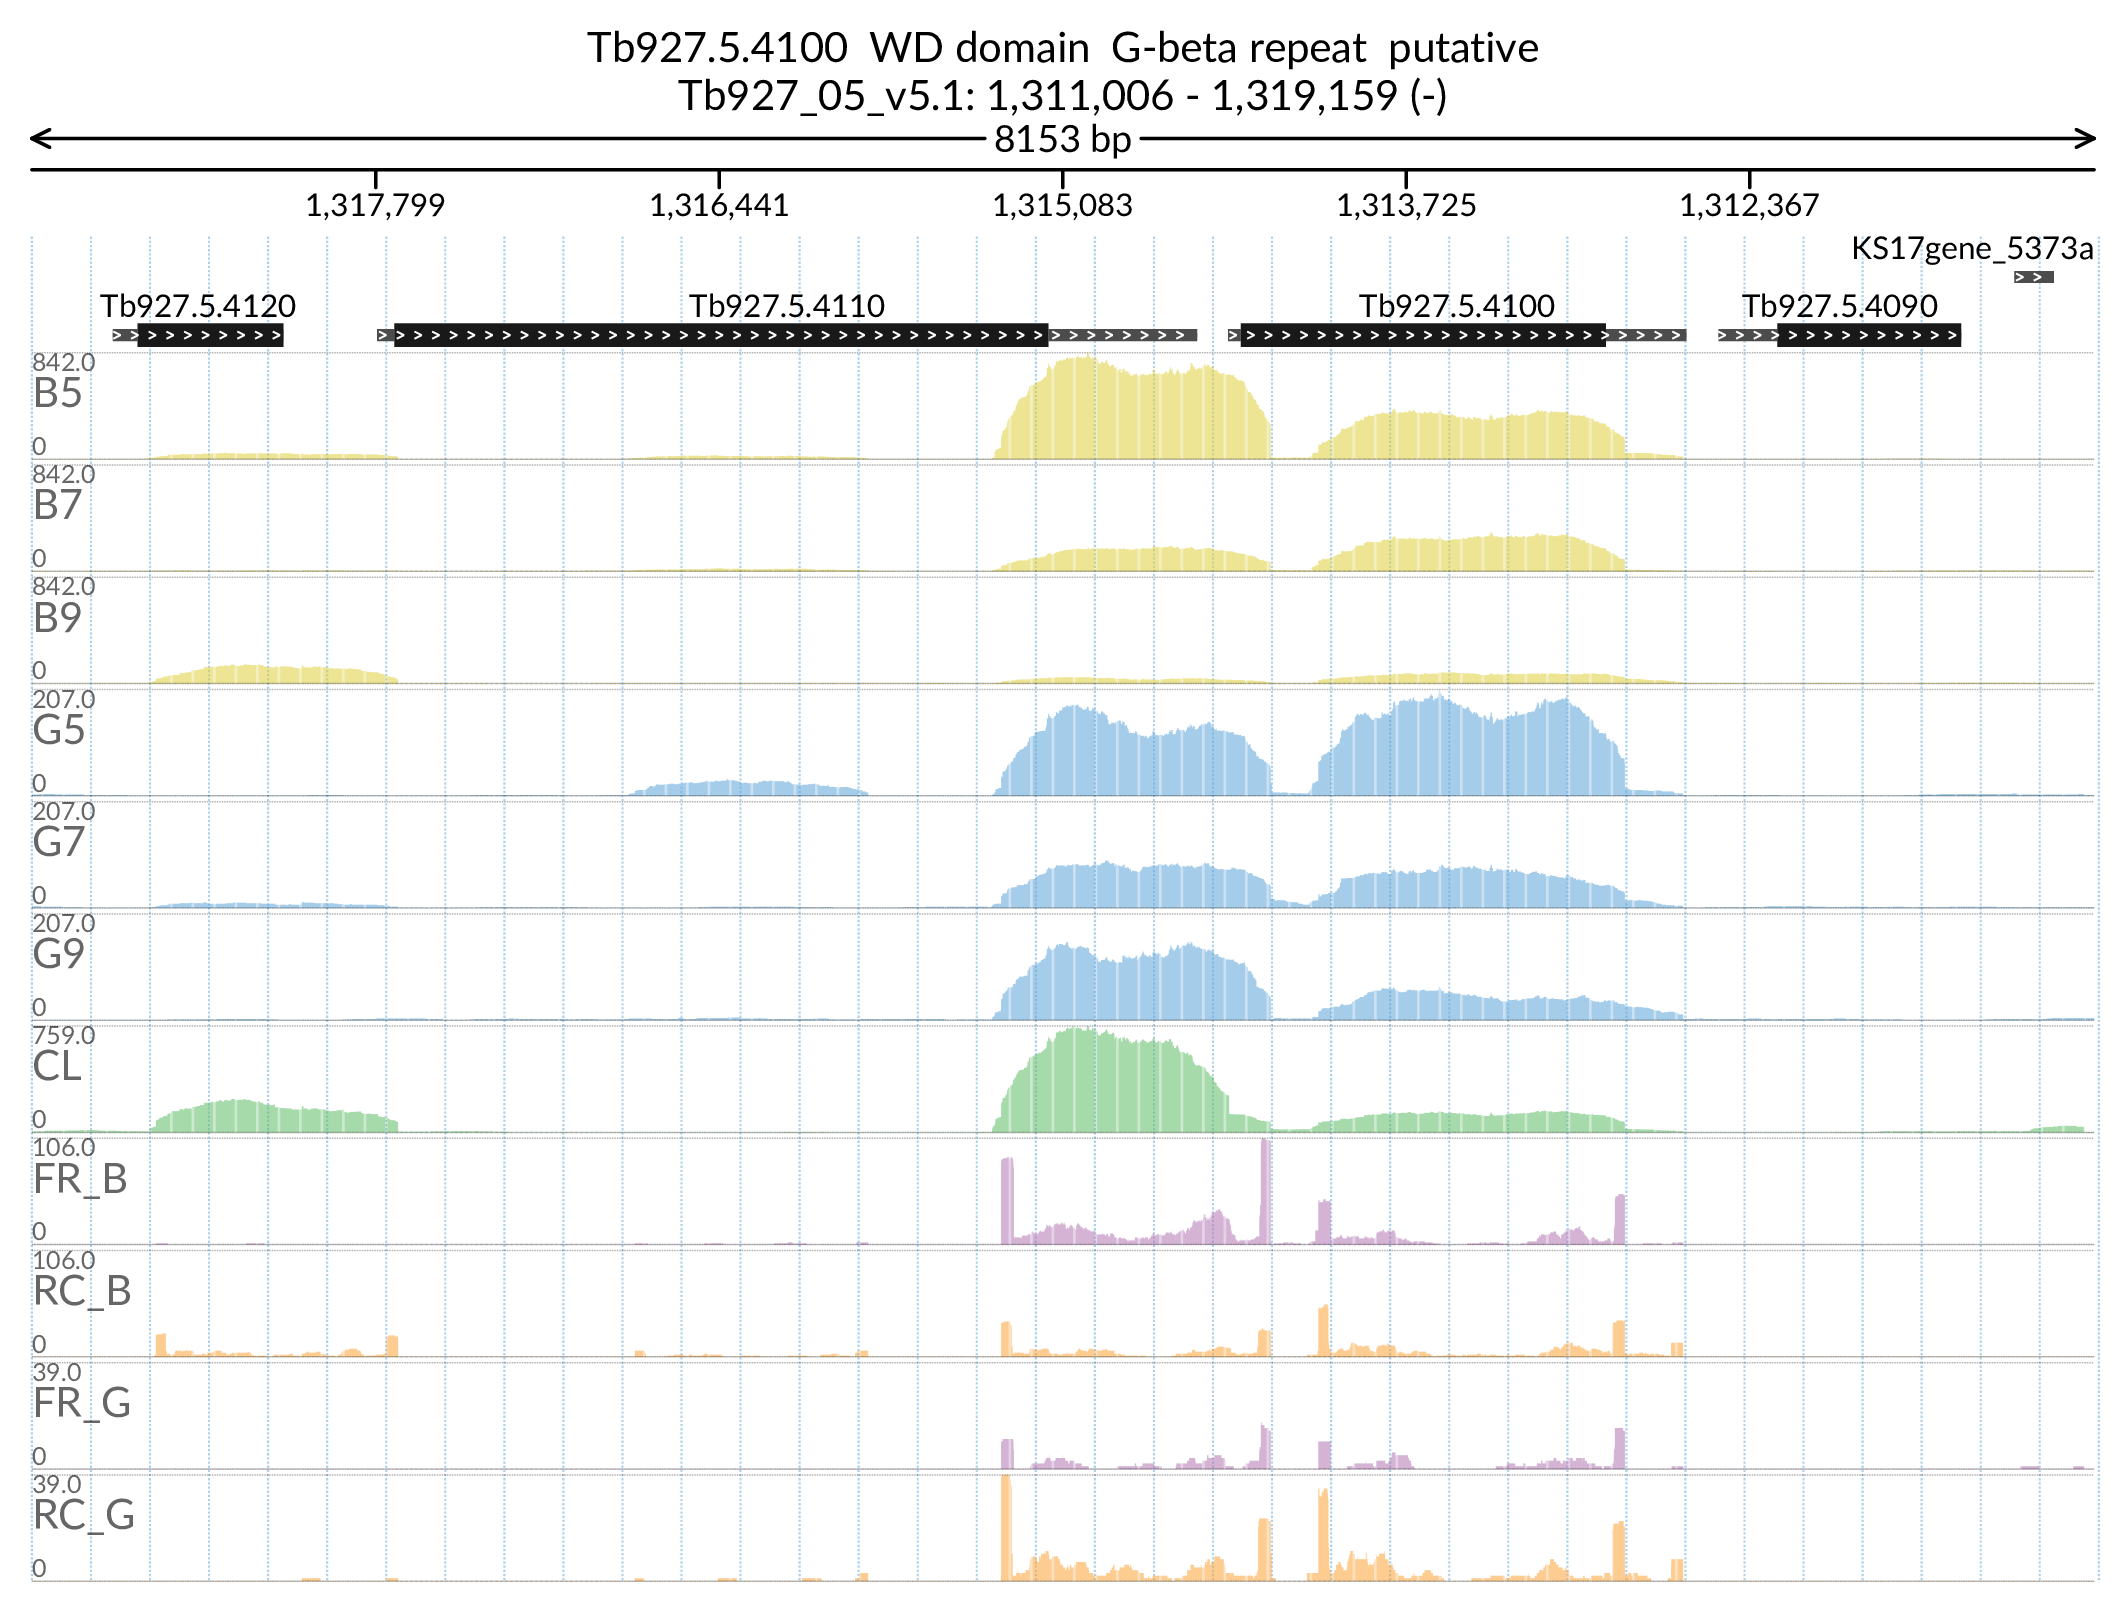 Tb927.5.4100  WD domain  G-beta repeat  putative
Tb927_05_v5.1: 1,311,006 - 1,319,159 (-)
8153 bp
1,317,799 1,316,441 1,315,083 1,313,725 1,312,367
KS17gene_5373a
Tb927.5.4120 Tb927.5.4110 Tb927.5.4100 Tb927.5.4090
842.0
B5
0
842.0
B7
0
842.0
B9
0
207.0
G5
0
207.0
G7
0
207.0
G9
0
759.0
CL
0
106.0
FR_B
0
106.0
RC_B
0
39.0
FR_G
0
39.0
RC_G
0